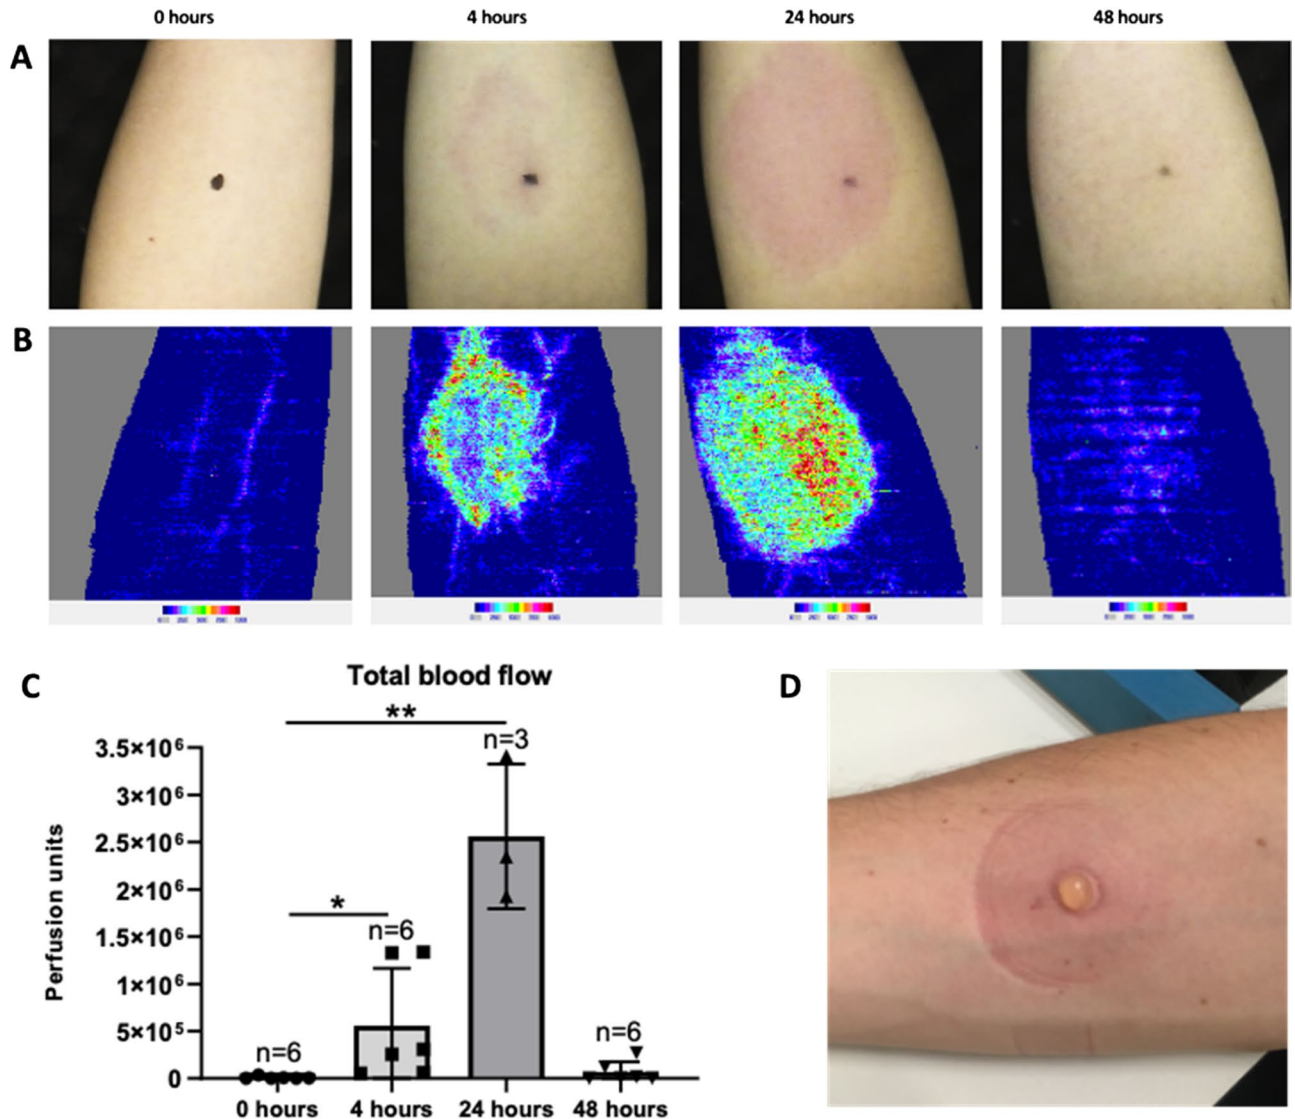 0 hours 4 hours 24 hours 48 hours
A
B
C
Total blood flow
D
**
n=3
3.5×10⁶
3×10⁶
2.5×10⁶
2×10⁶
*
n=6
1.5×10⁶
1×10⁶
5×10⁵
n=6
n=6
0
Perfusion units
0 hours 4 hours 24 hours 48 hours